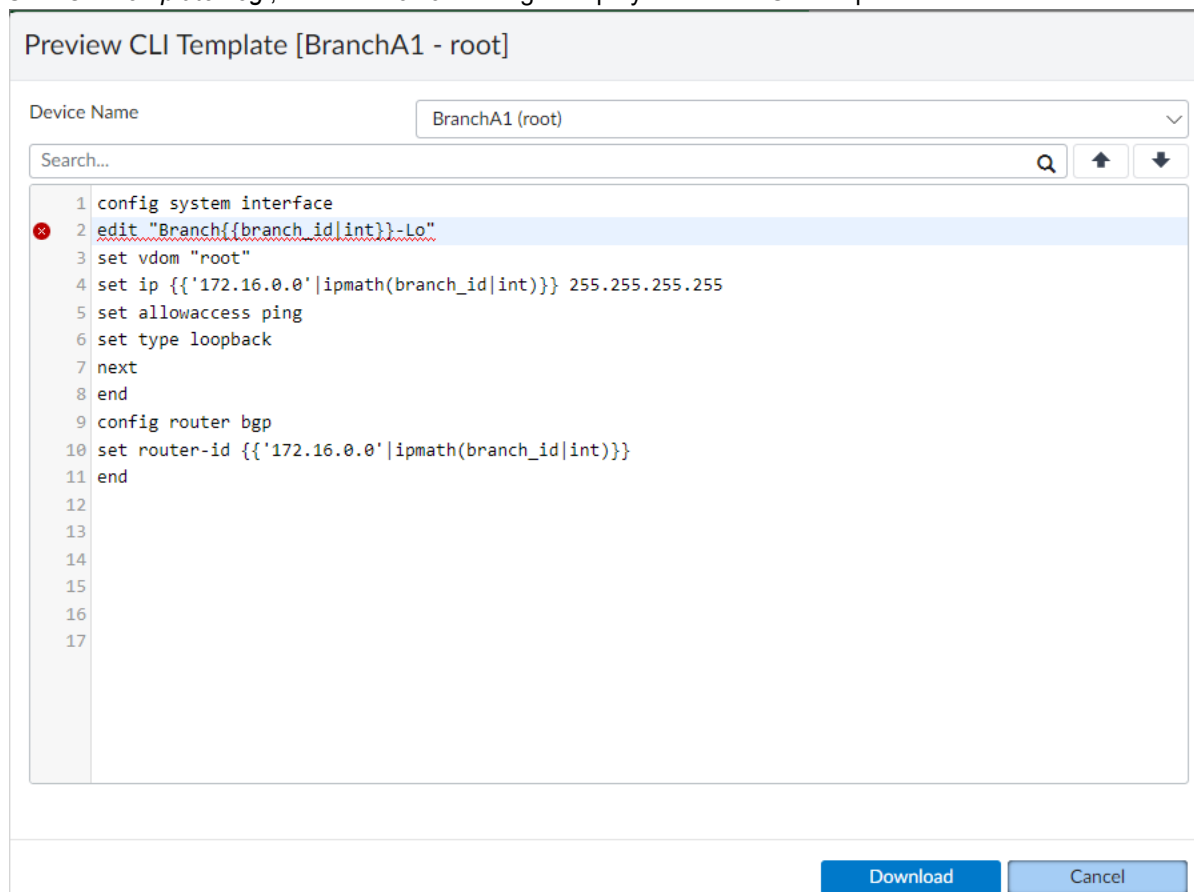 Preview CLI Template [BranchA1 - root]
Device Name
BranchA1 (root)
Search...
1 config system interface
2 edit "Branch{{branch_id|int}}-Lo"
3 set vdom "root"
4 set ip {{'172.16.0.0'|ipmath(branch_id|int)}} 255.255.255.255
5 set allowaccess ping
6 set type loopback
7 next
8 end
9 config router bgp
10 set router-id {{'172.16.0.0'|ipmath(branch_id|int)}}
11 end
12
13
14
15
16
17
Download Cancel